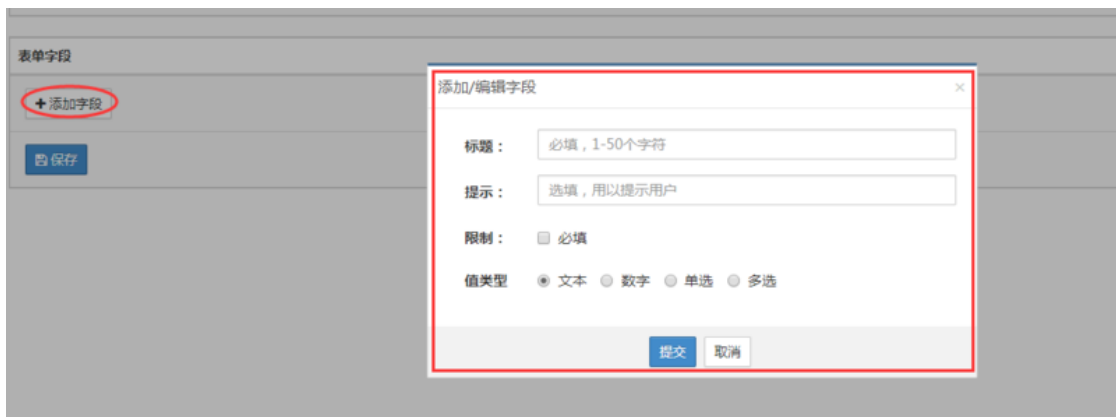 表单字段
添加字段
保存
添加/编辑字段 ×
标题： 必填，1-50个字符
提示： 选填，用以提示用户
限制： 必填
值类型 文本 数字 单选 多选
提交 取消